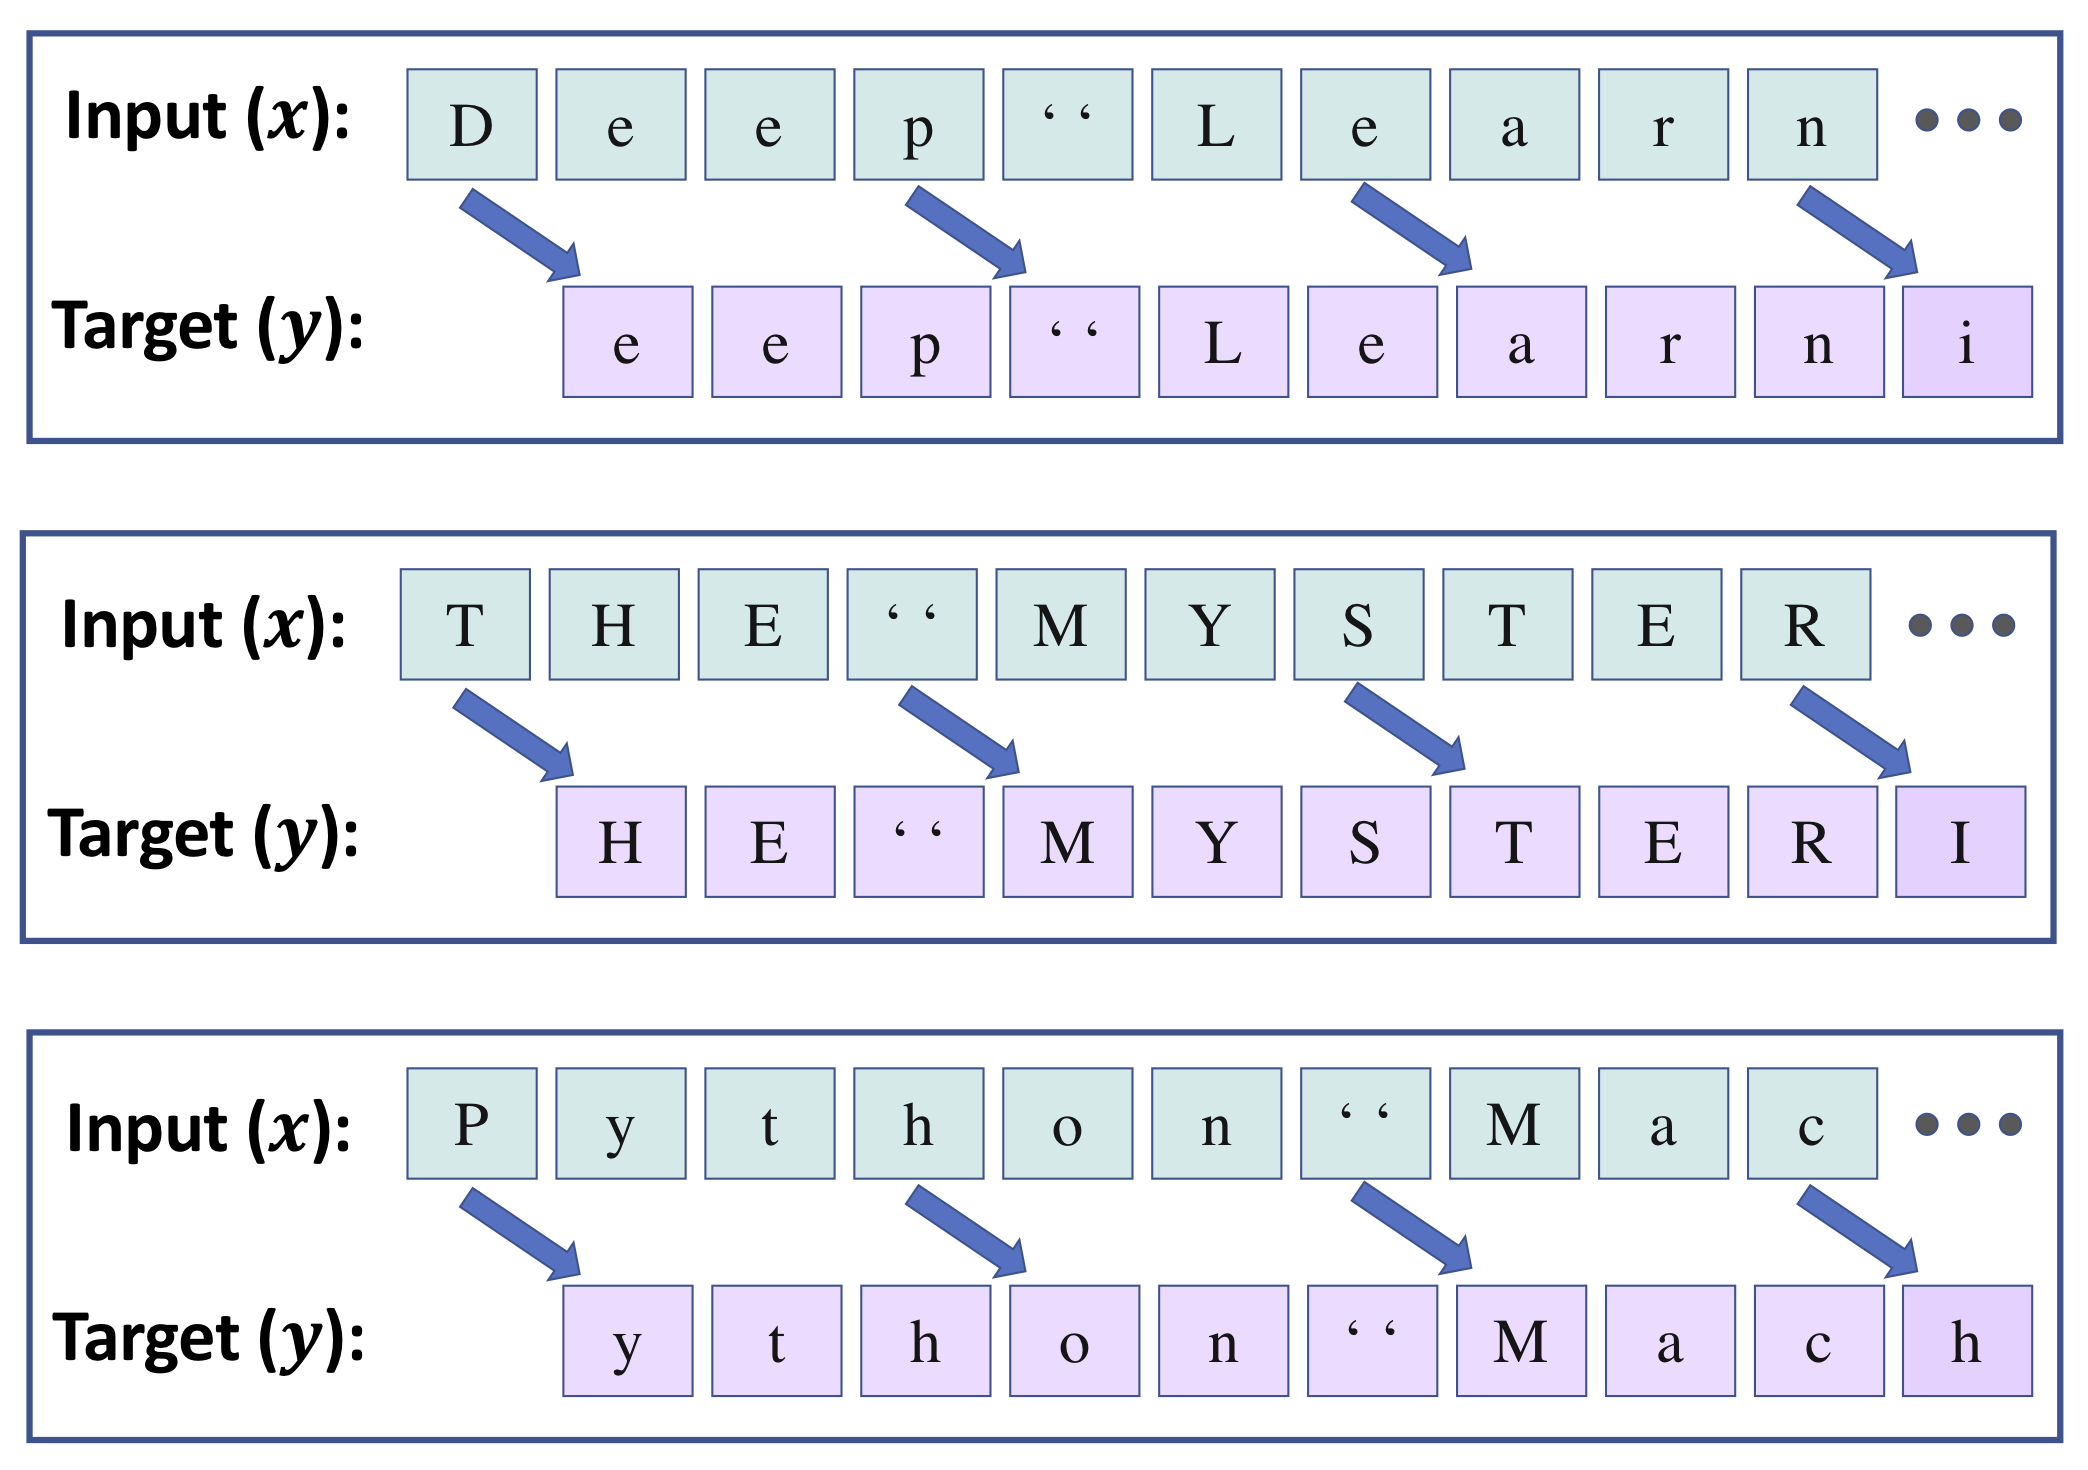 Input (x): D e e p ‘ ‘ L e a r n •••
Target (y): e e p ‘ ‘ L e a r n i
Input (x): T H E ‘ ‘ M Y S T E R •••
Target (y): H E ‘ ‘ M Y S T E R I
Input (x): P y t h o n ‘ ‘ M a c •••
Target (y): y t h o n ‘ ‘ M a c h